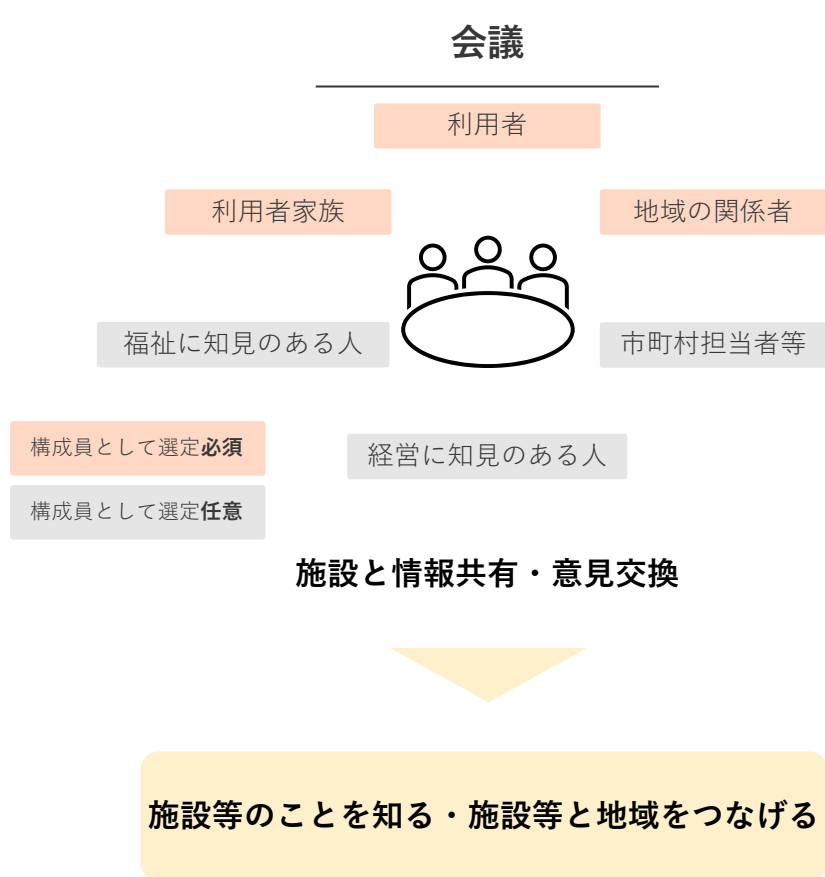 会議
利用者
利用者家族
地域の関係者
福祉に知見のある人
市町村担当者等
構成員として選定必須
経営に知見のある人
構成員として選定任意
施設と情報共有・意見交換
施設等のことを知る・施設等と地域をつなげる